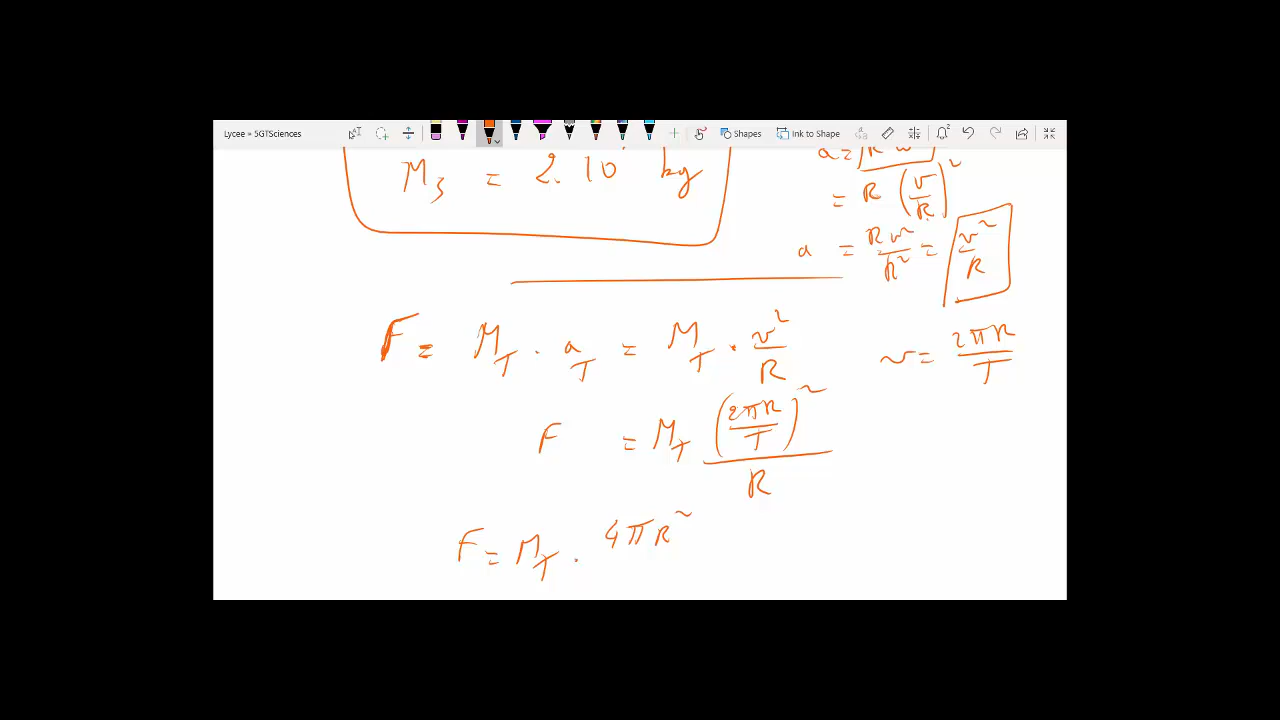 Lycee » 5GTSciences Shapes Ink to Shape
M_S = 2.10 kg
= R (v/R)²
a = Rv²/R² = v²/R
F = M_T · a_T = M_T · v²/R
v = 2πR/T
F = M_T (2πR/T)²/R
F = M_T · 4πR²